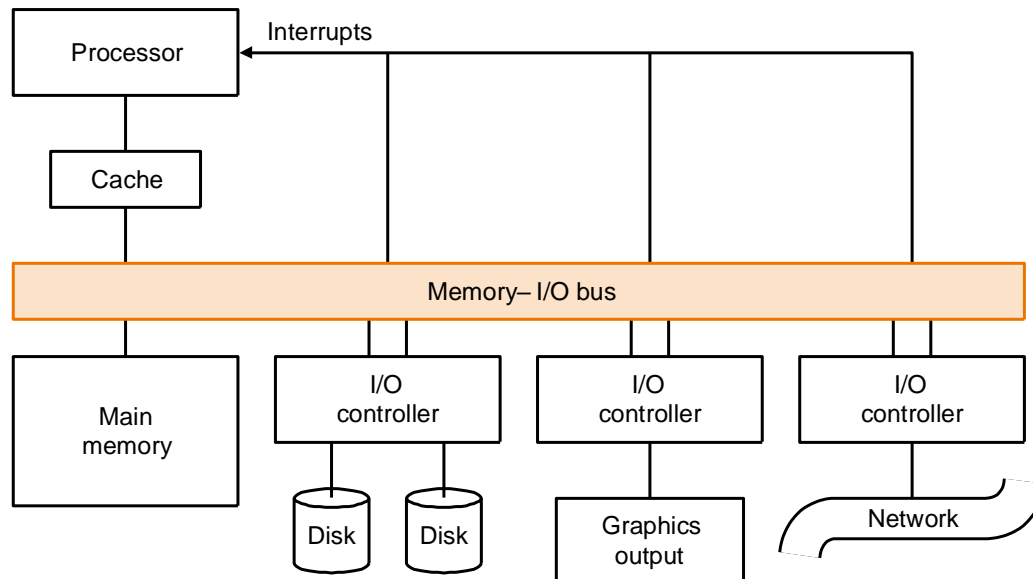 Interrupts
Processor
Cache
Memory– I/O bus
Main
memory
I/O
controller
I/O
controller
I/O
controller
Disk
Disk
Graphics
output
Network